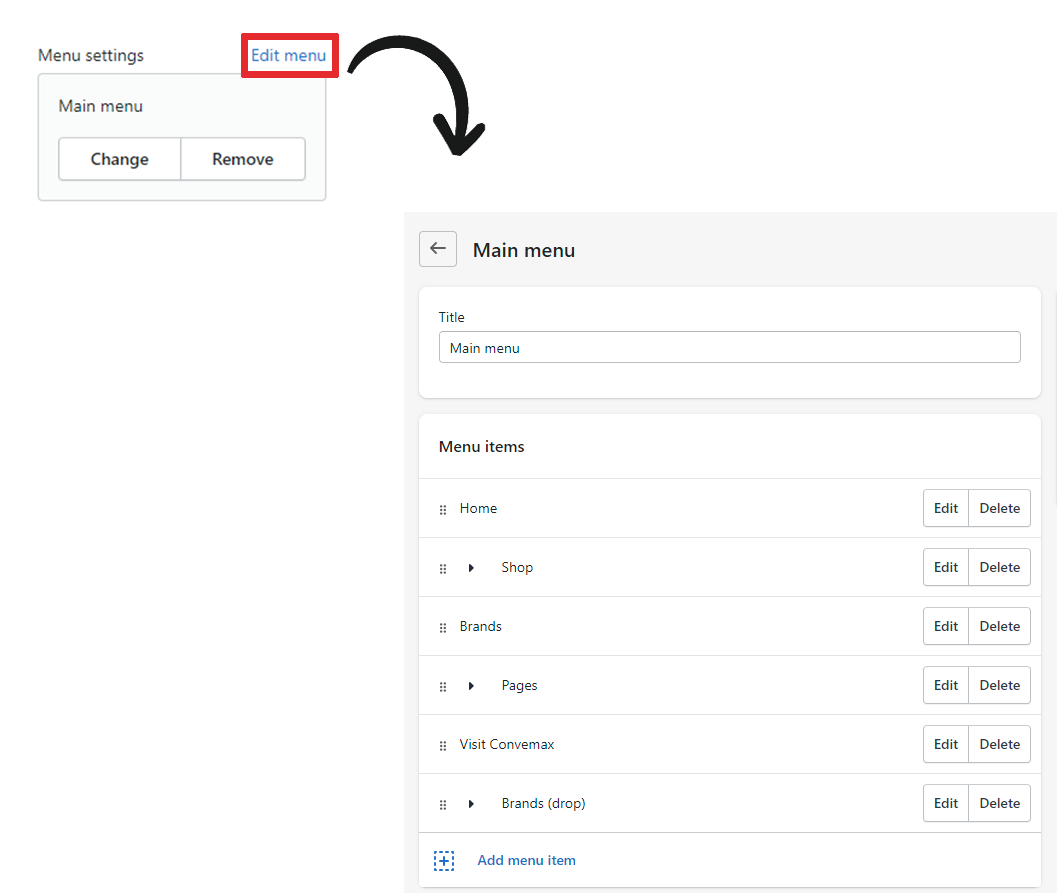 Menu settings Edit menu
Main menu
Change Remove
Main menu
Title
Main menu
Menu items
Home Edit Delete
Shop Edit Delete
Brands Edit Delete
Pages Edit Delete
Visit Convemax Edit Delete
Brands (drop) Edit Delete
Add menu item